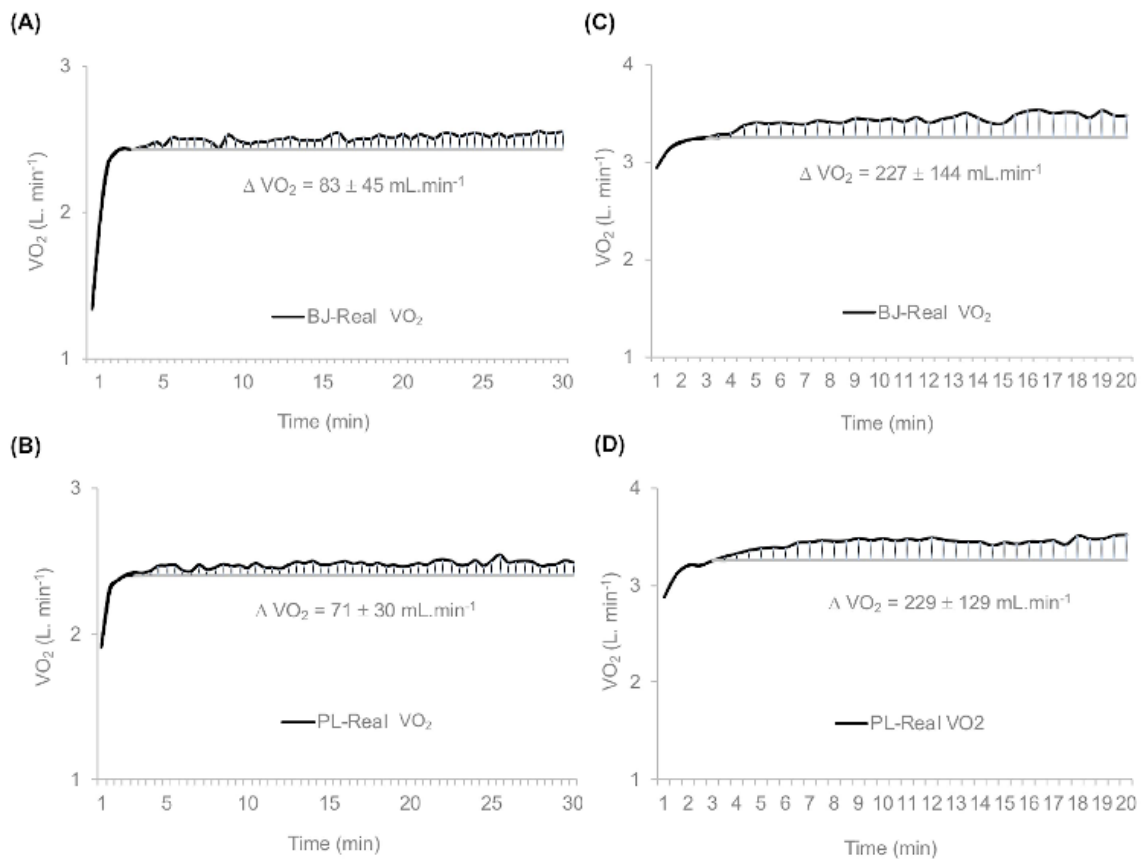 (A)
3
2
1
VO₂ (L. min⁻¹)
Δ VO₂ = 83 ± 45 mL.min⁻¹
BJ-Real VO₂
1 5 10 15 20 25 30
Time (min)
(C)
4
3
2
1
VO₂ (L. min⁻¹)
Δ VO₂ = 227 ± 144 mL.min⁻¹
BJ-Real VO₂
1 2 3 4 5 6 7 8 9 10 11 12 13 14 15 16 17 18 19 20
Time (min)
(B)
3
2
1
VO₂ (L. min⁻¹)
Δ VO₂ = 71 ± 30 mL.min⁻¹
PL-Real VO₂
1 5 10 15 20 25 30
Time (min)
(D)
4
3
2
1
VO₂ (L. min⁻¹)
Δ VO₂ = 229 ± 129 mL.min⁻¹
PL-Real VO2
1 2 3 4 5 6 7 8 9 10 11 12 13 14 15 16 17 18 19 20
Time (min)